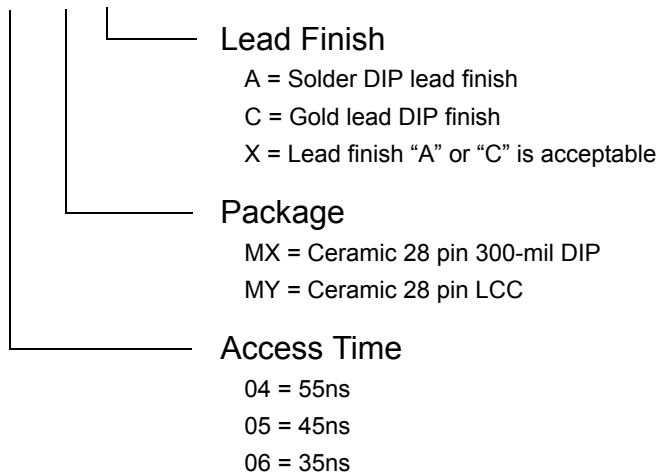 Lead Finish
A = Solder DIP lead finish
C = Gold lead DIP finish
X = Lead finish “A” or “C” is acceptable
Package
MX = Ceramic 28 pin 300-mil DIP
MY = Ceramic 28 pin LCC
Access Time
04 = 55ns
05 = 45ns
06 = 35ns